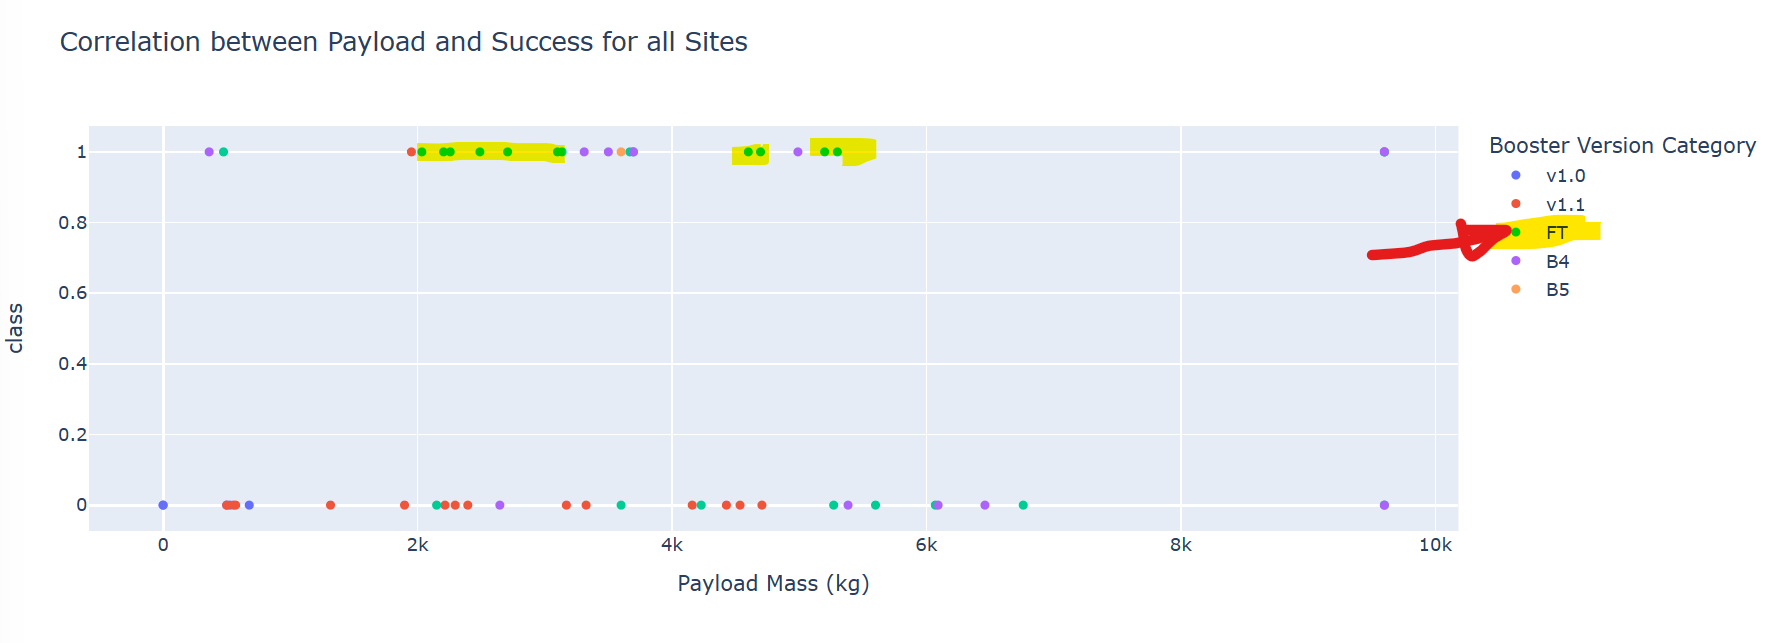 Correlation between Payload and Success for all Sites
Booster Version Category
v1.0
v1.1
FT
B4
B5
1
0.8
0.6
0.4
0.2
0
class
0
2k
4k
6k
8k
10k
Payload Mass (kg)